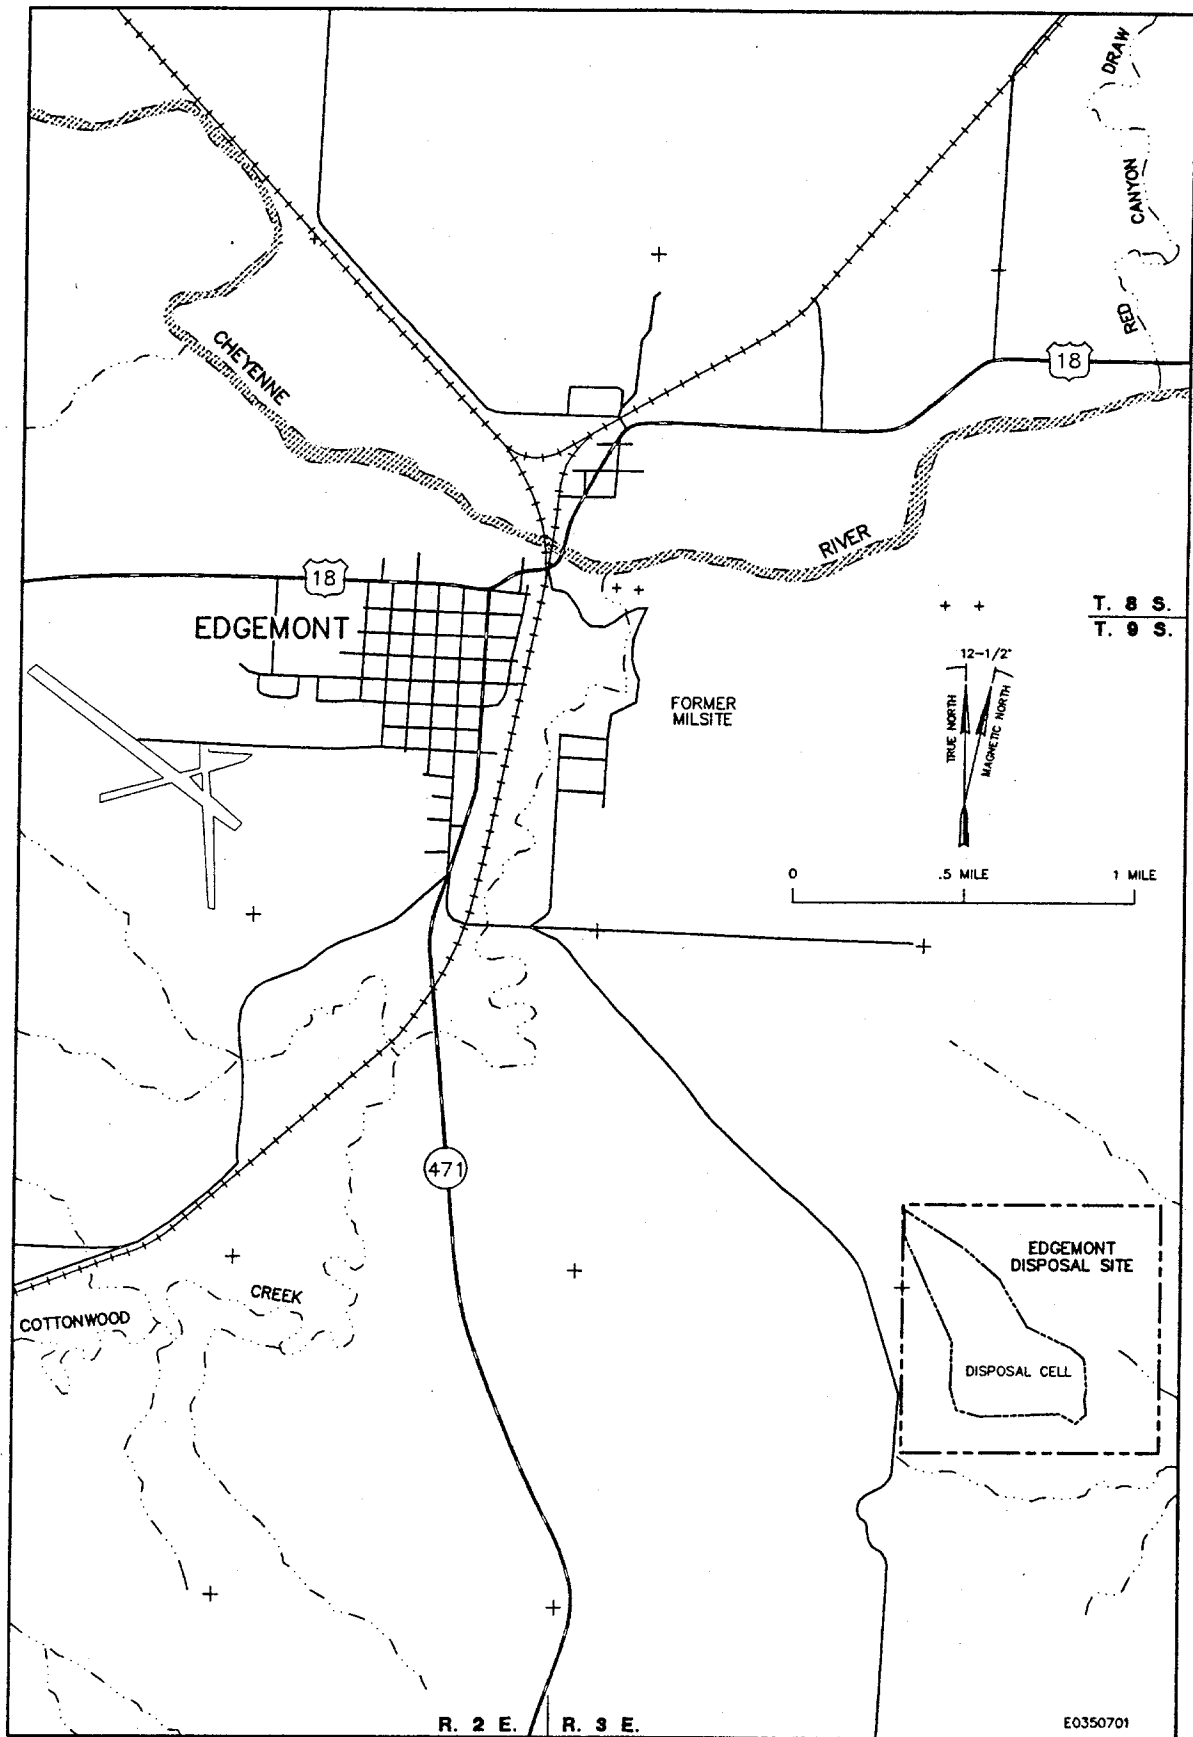 DRAW
CANYON
RED
18
CHEYENNE
RIVER
18
EDGEMONT
T. 8 S.
T. 9 S.
12-1/2°
TRUE NORTH
MAGNETIC NORTH
FORMER
MILSITE
0 .5 MILE 1 MILE
471
EDGEMONT
DISPOSAL SITE
CREEK
COTTONWOOD
DISPOSAL CELL
R. 2 E. R. 3 E.
E0350701